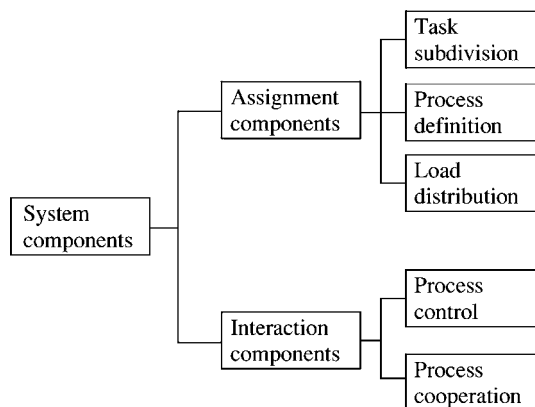 Task
subdivision
Assignment
components
Process
definition
Load
distribution
System
components
Process
control
Interaction
components
Process
cooperation